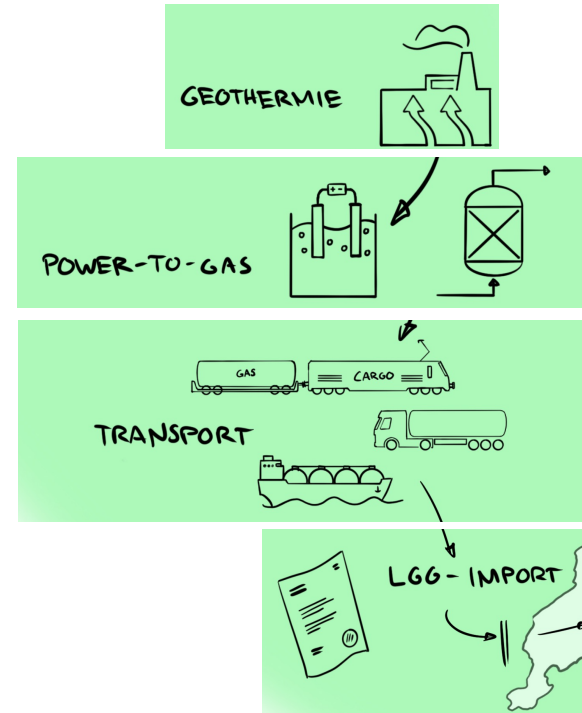 GEOTHERMIE
+ -
POWER-TO-GAS
GAS
CARGO
TRANSPORT
LGG-IMPORT